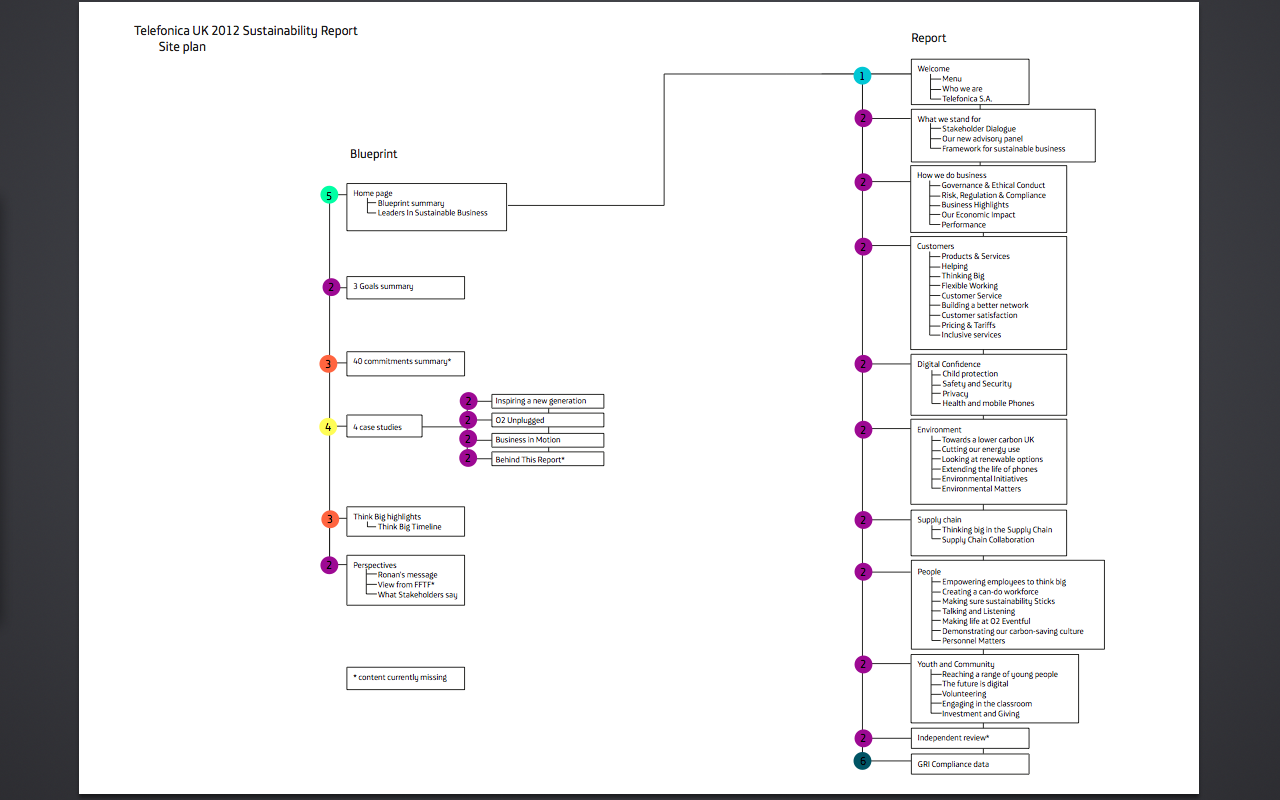 Telefonica UK 2012 Sustainability Report
Site plan
Blueprint
5
Home page
Blueprint summary
Leaders In Sustainable Business
2
3 Goals summary
3
40 commitments summary*
4
4 case studies
2
Inspiring a new generation
2
O2 Unplugged
2
Business in Motion
2
Behind This Report*
3
Think Big highlights
Think Big Timeline
2
Perspectives
Ronan's message
View from FFTF*
What Stakeholders say
* content currently missing
Report
1
Welcome
Menu
Who we are
Telefonica S.A.
2
What we stand for
Stakeholder Dialogue
Our new advisory panel
Framework for sustainable business
2
How we do business
Governance & Ethical Conduct
Risk, Regulation & Compliance
Business Highlights
Our Economic Impact
Performance
2
Customers
Products & Services
Helping
Thinking Big
Flexible Working
Customer Service
Building a better network
Customer satisfaction
Pricing & Tariffs
Inclusive services
2
Digital Confidence
Child protection
Safety and Security
Privacy
Health and mobile Phones
2
Environment
Towards a lower carbon UK
Cutting our energy use
Looking at renewable options
Extending the life of phones
Environmental Initiatives
Environmental Matters
2
Supply chain
Thinking big in the Supply Chain
Supply Chain Collaboration
2
People
Empowering employees to think big
Creating a can-do workforce
Making sure sustainability Sticks
Talking and Listening
Making life at O2 Eventful
Demonstrating our carbon-saving culture
Personnel Matters
2
Youth and Community
Reaching a range of young people
The future is digital
Volunteering
Engaging in the classroom
Investment and Giving
2
Independent review*
6
GRI Compliance data